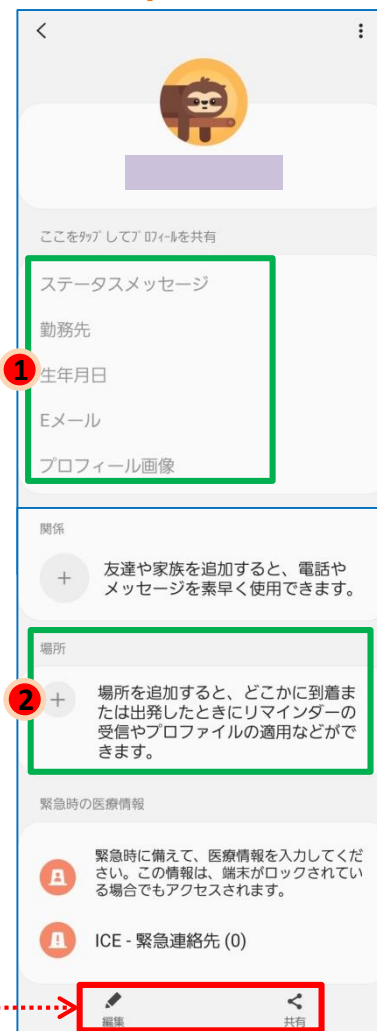 ここをﾀｯﾌﾟしてﾌﾟﾛﾌｨｰﾙを共有
ステータスメッセージ
勤務先
1
生年月日
Eメール
プロフィール画像
関係
友達や家族を追加すると、電話や
メッセージを素早く使用できます。
場所
2
場所を追加すると、どこかに到着ま
たは出発したときにリマインダーの
受信やプロファイルの適用などがで
きます。
緊急時の医療情報
緊急時に備えて、医療情報を入力してくだ
さい。この情報は、端末がロックされてい
る場合でもアクセスされます。
ICE - 緊急連絡先 (0)
編集
共有